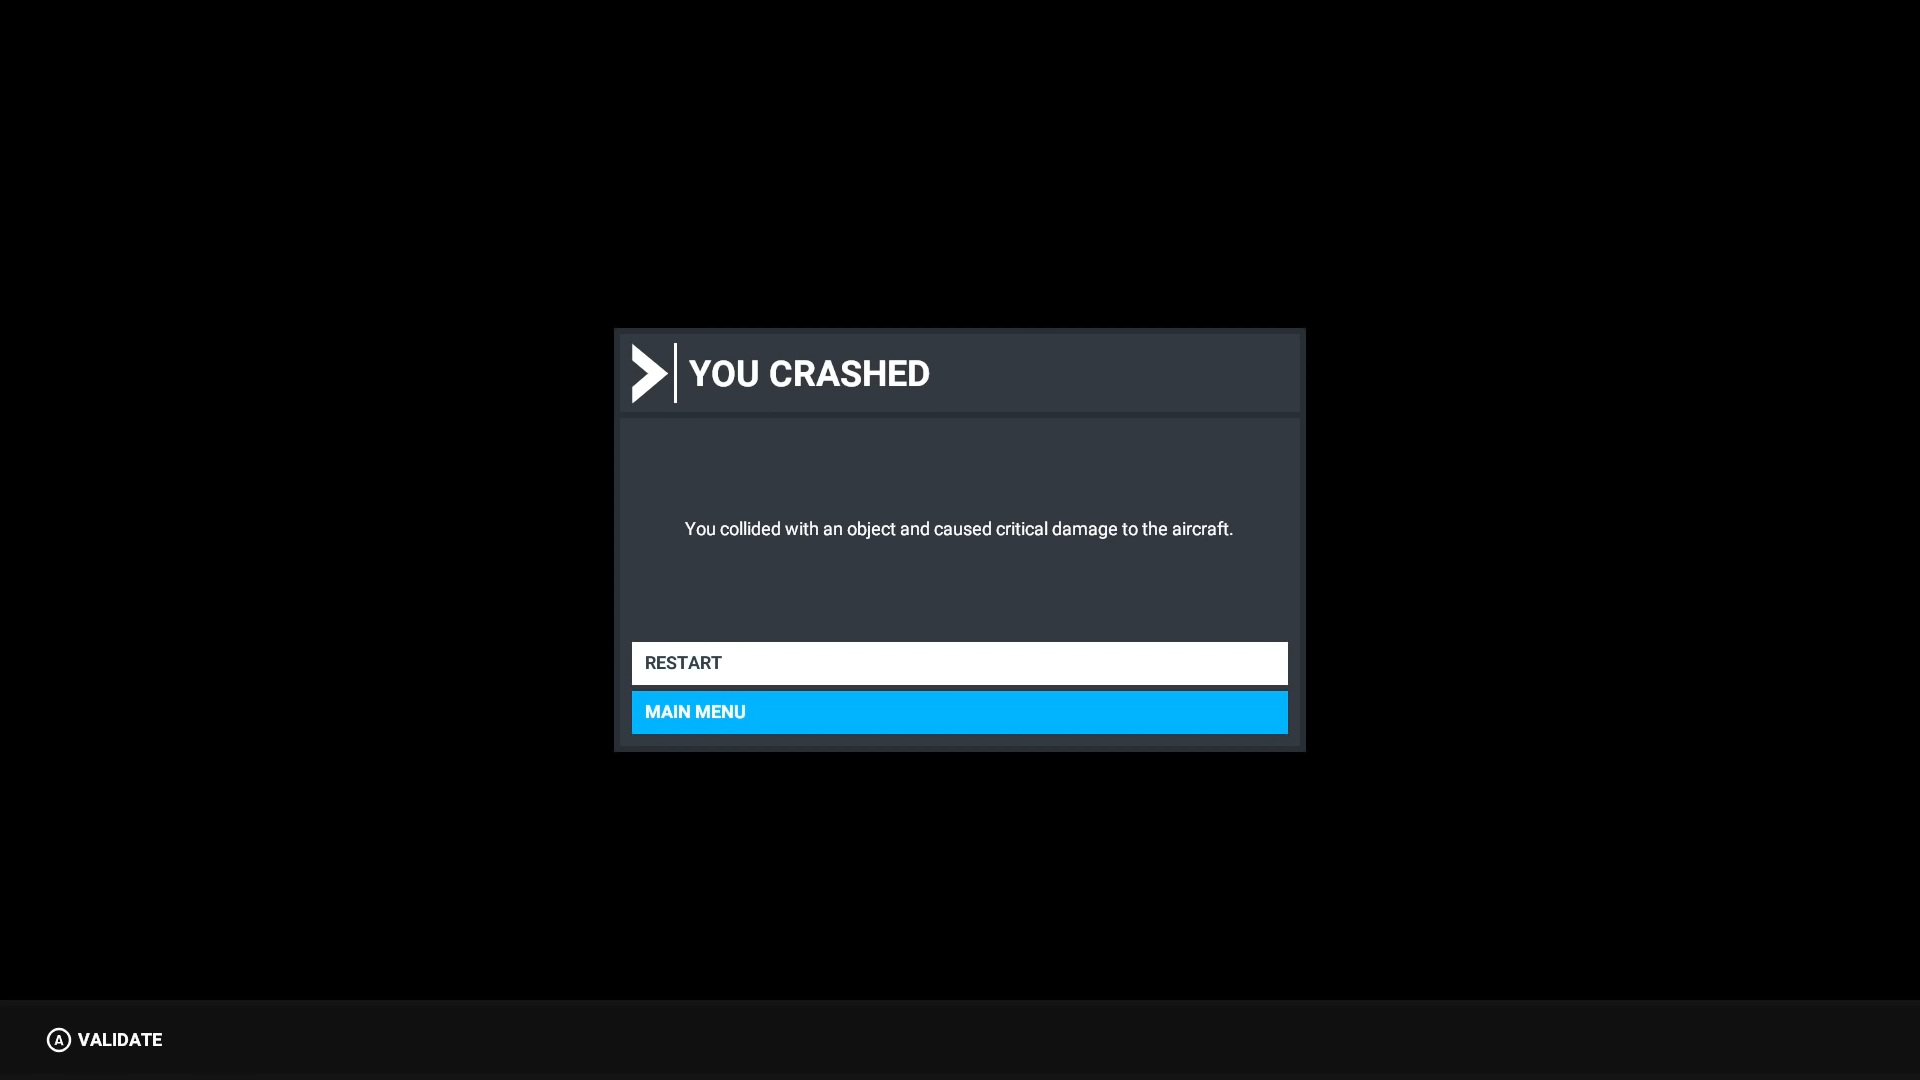 YOU CRASHED
You collided with an object and caused critical damage to the aircraft.
RESTART
MAIN MENU
A VALIDATE